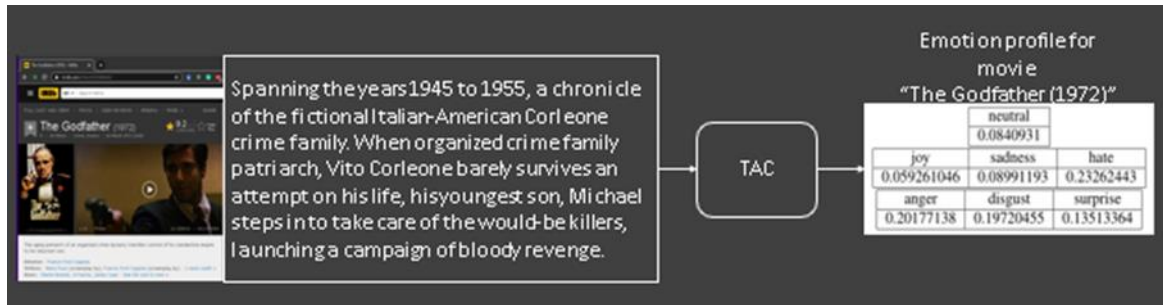 The Godfather (1972)
9.2
Spanning the years 1945 to 1955, a chronicle
of the fictional Italian-American Corleone
crime family. When organized crime family
patriarch, Vito Corleone barely survives an
attempt on his life, his youngest son, Michael
steps in to take care of the would-be killers,
launching a campaign of bloody revenge.
TAC
Emotion profile for
movie
“The Godfather (1972)”
neutral
0.0840931
joy sadness hate
0.059261046 0.08991193 0.23262443
anger disgust surprise
0.20177138 0.19720455 0.13513364